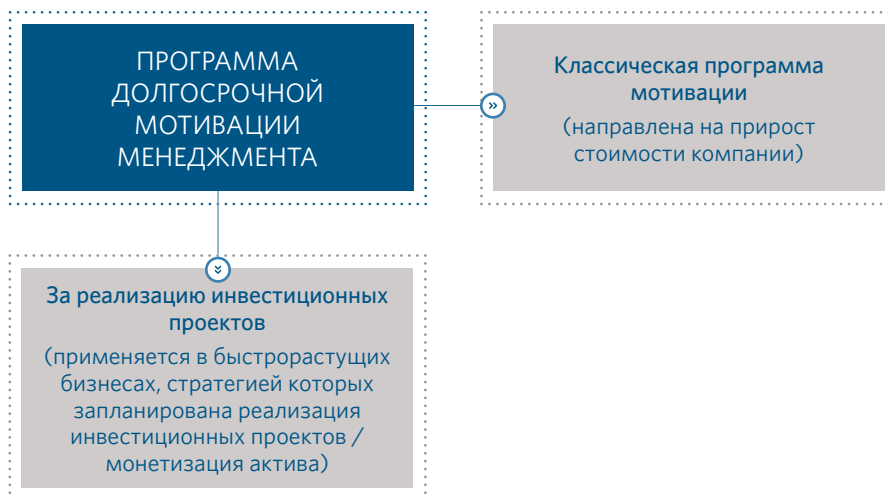 ПРОГРАММА
ДОЛГОСРОЧНОЙ
МОТИВАЦИИ
МЕНЕДЖМЕНТА
Классическая программа
мотивации
(направлена на прирост
стоимости компании)
За реализацию инвестиционных
проектов
(применяется в быстрорастущих
бизнесах, стратегией которых
запланирована реализация
инвестиционных проектов /
монетизация актива)